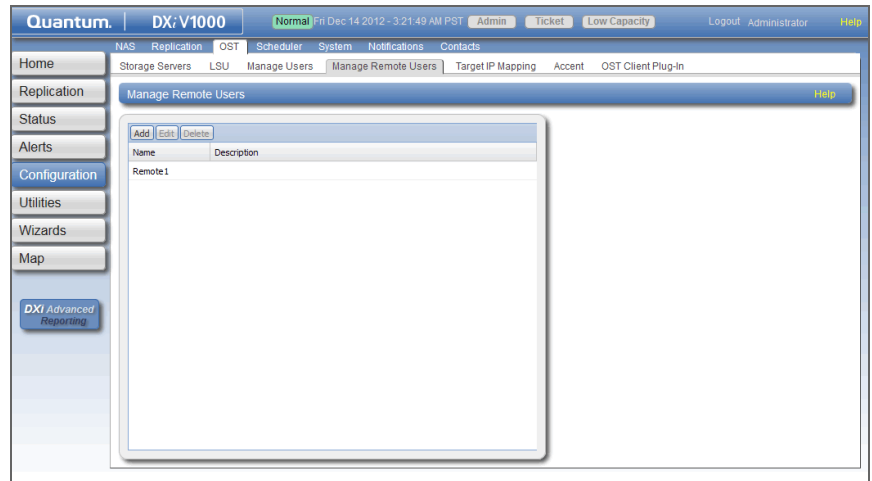 Quantum. DXi V1000 Normal Fri Dec 14 2012 - 3:21:49 AM PST Admin Ticket Low Capacity Logout Administrator Help
NAS Replication OST Scheduler System Notifications Contacts
Storage Servers LSU Manage Users Manage Remote Users Target IP Mapping Accent OST Client Plug-In
Home
Replication
Status
Alerts
Configuration
Utilities
Wizards
Map
DXi Advanced
Reporting
Manage Remote Users Help
Add Edit Delete
Name Description
Remote1